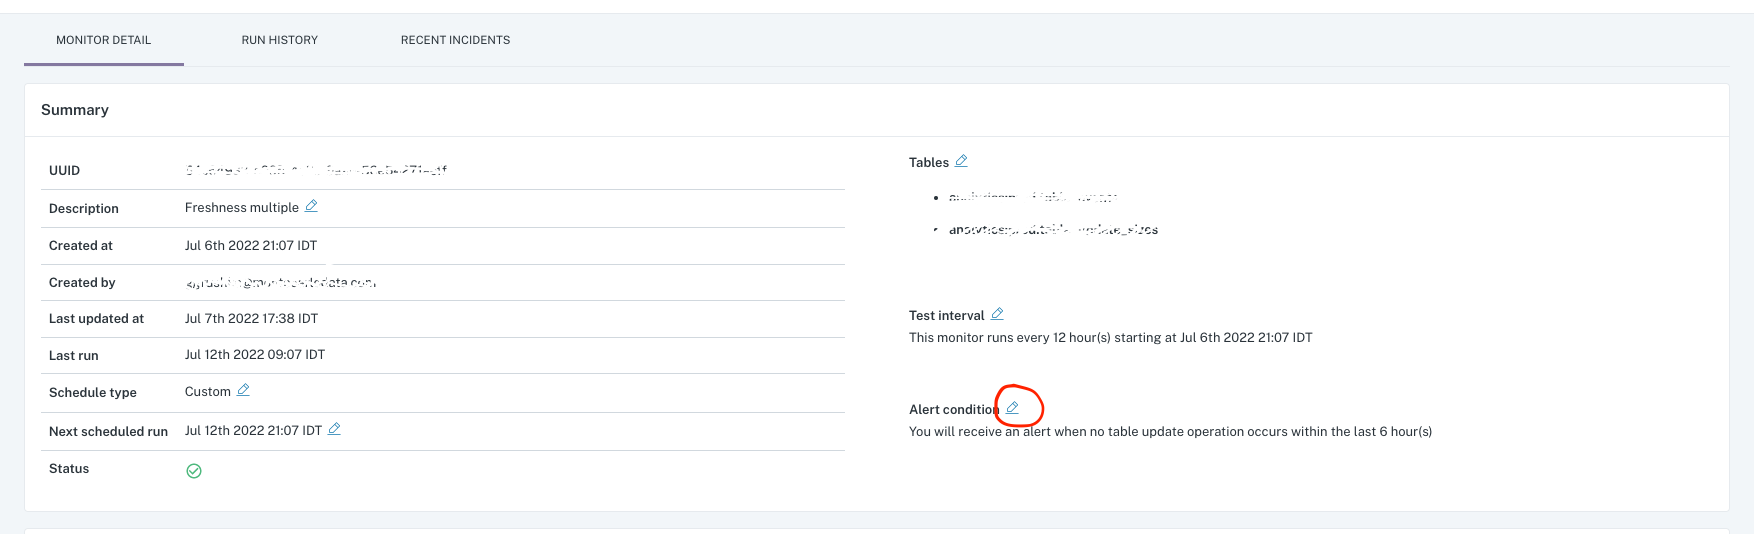 MONITOR DETAIL RUN HISTORY RECENT INCIDENTS
Summary
UUID
Description Freshness multiple
Created at Jul 6th 2022 21:07 IDT
Created by
Last updated at Jul 7th 2022 17:38 IDT
Last run Jul 12th 2022 09:07 IDT
Schedule type Custom
Next scheduled run Jul 12th 2022 21:07 IDT
Status
Tables
Test interval
This monitor runs every 12 hour(s) starting at Jul 6th 2022 21:07 IDT
Alert condition
You will receive an alert when no table update operation occurs within the last 6 hour(s)